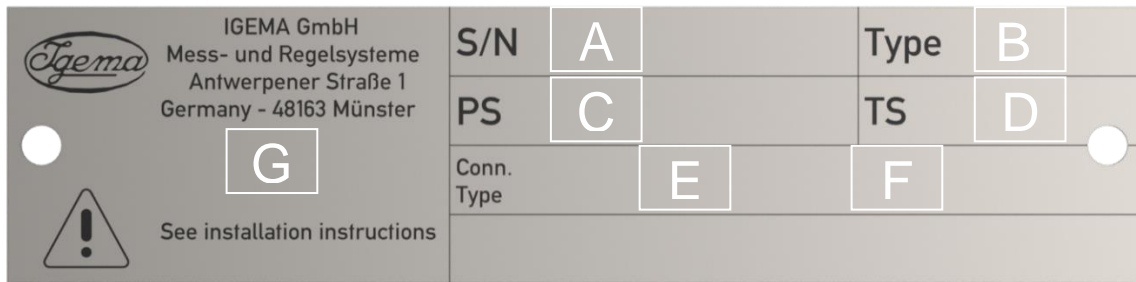 Igema
IGEMA GmbH
Mess- und Regelsysteme
Antwerpener Straße 1
Germany - 48163 Münster
G
See installation instructions
S/N A Type B
PS C TS D
Conn. Type E F